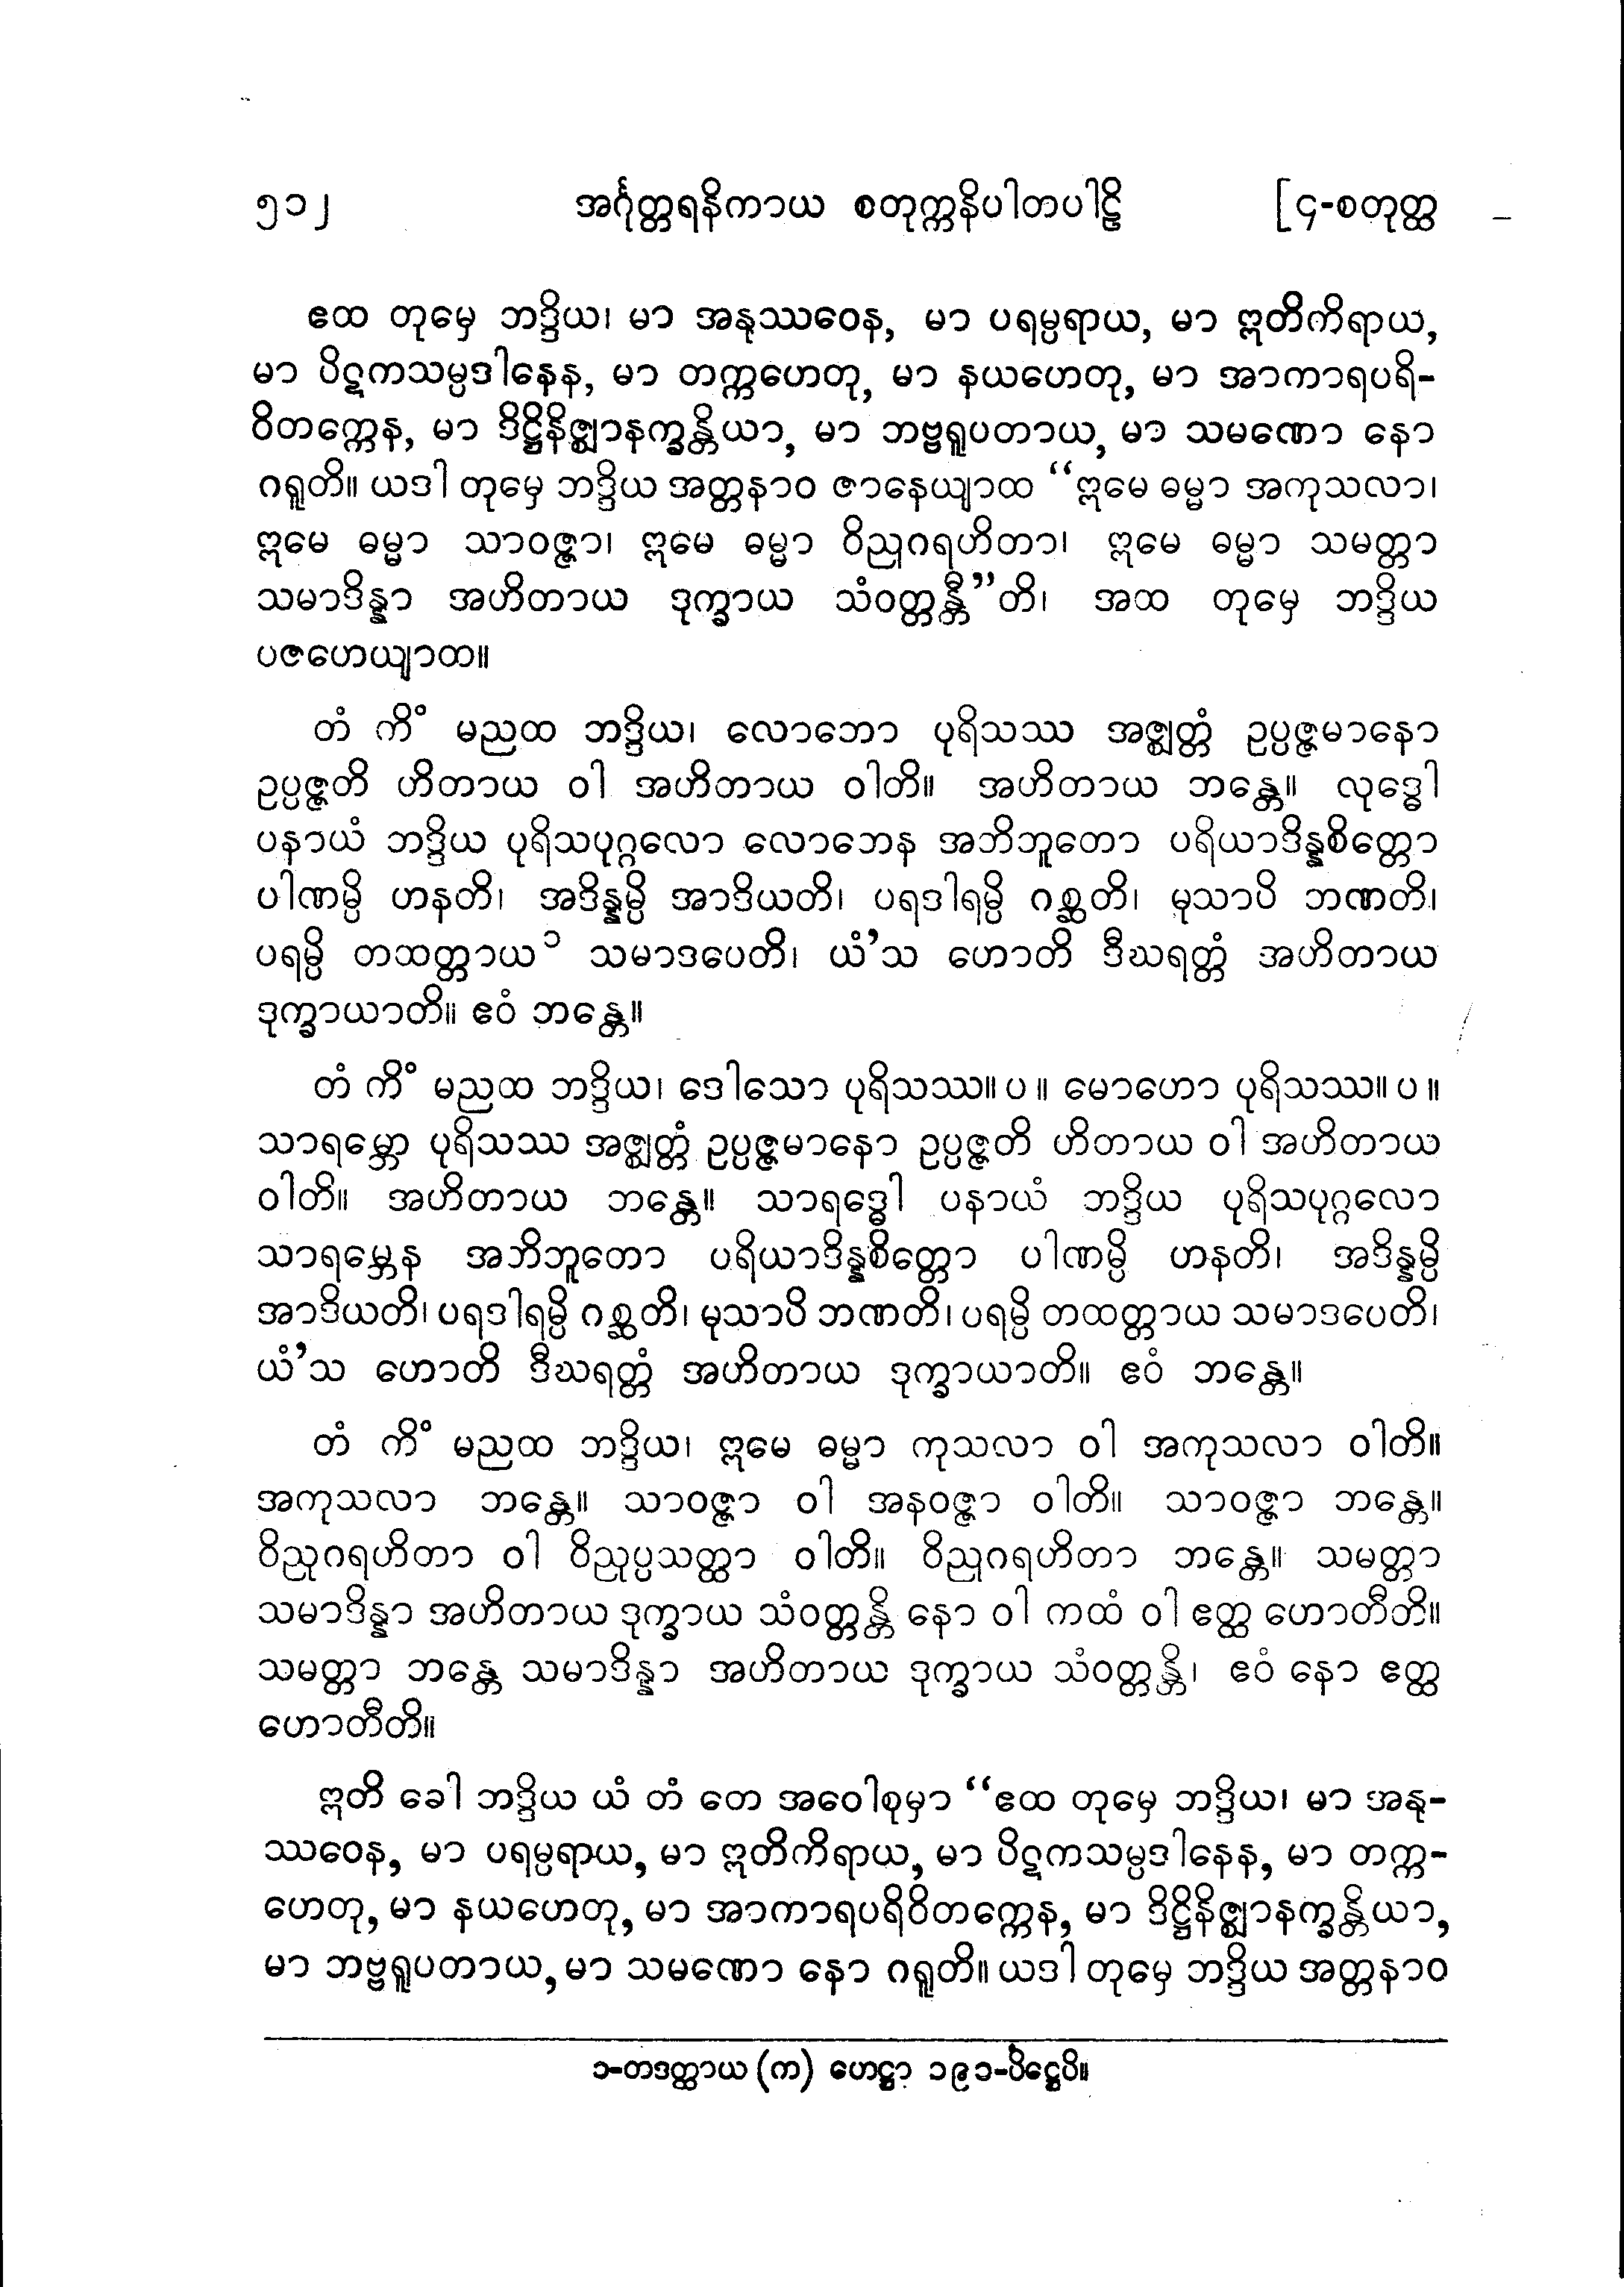 ၅၁၂ အင်္ဂုတ္တရနိကာယ စတုက္ကနိပါတပါဠိ [၄-စတုတ္ထ
ဧထ တုမှေ ဘဒ္ဒိယ၊ မာ အနုဿဝေန, မာ ပရမ္ပရာယ, မာ ဣတိကိရာယ,
မာ ပိဋကသမ္ပဒါနေန, မာ တက္ကဟေတု, မာ နယဟေတု, မာ အာကာရပရိ-
ဝိတက္ကေန, မာ ဒိဋ္ဌိနိဇ္ဈာနက္ခန္တိယာ, မာ ဘဗ္ဗရူပတာယ, မာ သမဏော နော
ဂရူတိ။ ယဒါ တုမှေ ဘဒ္ဒိယ အတ္တနာဝ ဇာနေယျာထ “ဣမေ ဓမ္မာ အကုသလာ၊
ဣမေ ဓမ္မာ သာဝဇ္ဇာ၊ ဣမေ ဓမ္မာ ဝိညုဂရဟိတာ၊ ဣမေ ဓမ္မာ သမတ္တာ
သမာဒိန္နာ အဟိတာယ ဒုက္ခာယ သံဝတ္တန္တီ”တိ၊ အထ တုမှေ ဘဒ္ဒိယ
ပဇဟေယျာထ။
တံ ကိံ မညထ ဘဒ္ဒိယ၊ လောဘော ပုရိသဿ အဇ္ဈတ္တံ ဥပ္ပဇ္ဇမာနော
ဥပ္ပဇ္ဇတိ ဟိတာယ ဝါ အဟိတာယ ဝါတိ။ အဟိတာယ ဘန္တေ။ လုဒ္ဓေါ
ပနာယံ ဘဒ္ဒိယ ပုရိသပုဂ္ဂလော လောဘေန အဘိဘူတော ပရိယာဒိန္နစိတ္တော
ပါဏမ္ပိ ဟနတိ၊ အဒိန္နမ္ပိ အာဒိယတိ၊ ပရဒါရမ္ပိ ဂစ္ဆတိ၊ မုသာပိ ဘဏတိ၊
ပရမ္ပိ တထတ္တာယ ၁ သမာဒပေတိ၊ ယံ'သ ဟောတိ ဒီဃရတ္တံ အဟိတာယ
ဒုက္ခာယာတိ။ ဧဝံ ဘန္တေ။
တံ ကိံ မညထ ဘဒ္ဒိယ၊ ဒေါသော ပုရိသဿ။ ပ ။ မောဟော ပုရိသဿ။ ပ ။
သာရမ္ဘော ပုရိသဿ အဇ္ဈတ္တံ ဥပ္ပဇ္ဇမာနော ဥပ္ပဇ္ဇတိ ဟိတာယ ဝါ အဟိတာယ
ဝါတိ။ အဟိတာယ ဘန္တေ။ သာရဒ္ဓေါ ပနာယံ ဘဒ္ဒိယ ပုရိသပုဂ္ဂလော
သာရမ္ဘေန အဘိဘူတော ပရိယာဒိန္နစိတ္တော ပါဏမ္ပိ ဟနတိ၊ အဒိန္နမ္ပိ
အာဒိယတိ၊ ပရဒါရမ္ပိ ဂစ္ဆတိ၊ မုသာပိ ဘဏတိ၊ ပရမ္ပိ တထတ္တာယ သမာဒပေတိ၊
ယံ'သ ဟောတိ ဒီဃရတ္တံ အဟိတာယ ဒုက္ခာယာတိ။ ဧဝံ ဘန္တေ။
တံ ကိံ မညထ ဘဒ္ဒိယ၊ ဣမေ ဓမ္မာ ကုသလာ ဝါ အကုသလာ ဝါတိ။
အကုသလာ ဘန္တေ။ သာဝဇ္ဇာ ဝါ အနဝဇ္ဇာ ဝါတိ။ သာဝဇ္ဇာ ဘန္တေ။
ဝိညုဂရဟိတာ ဝါ ဝိညုပ္ပသတ္ထာ ဝါတိ။ ဝိညုဂရဟိတာ ဘန္တေ။ သမတ္တာ
သမာဒိန္နာ အဟိတာယ ဒုက္ခာယ သံဝတ္တန္တိ နော ဝါ ကထံ ဝါ ဧတ္ထ ဟောတီတိ။
သမတ္တာ ဘန္တေ သမာဒိန္နာ အဟိတာယ ဒုက္ခာယ သံဝတ္တန္တိ၊ ဧဝံ နော ဧတ္ထ
ဟောတီတိ။
ဣတိ ခေါ ဘဒ္ဒိယ ယံ တံ တေ အဝေါစုမှာ “ဧထ တုမှေ ဘဒ္ဒိယ၊ မာ အနု-
ဿဝေန, မာ ပရမ္ပရာယ, မာ ဣတိကိရာယ, မာ ပိဋကသမ္ပဒါနေန, မာ တက္က-
ဟေတု, မာ နယဟေတု, မာ အာကာရပရိဝိတက္ကေန, မာ ဒိဋ္ဌိနိဇ္ဈာနက္ခန္တိယာ,
မာ ဘဗ္ဗရူပတာယ, မာ သမဏော နော ဂရူတိ။ ယဒါ တုမှေ ဘဒ္ဒိယ အတ္တနာဝ
၁-တဒတ္ထာယ (က) ဟေဋ္ဌာ ၁၉၁-ပိဋ္ဌေပိ။